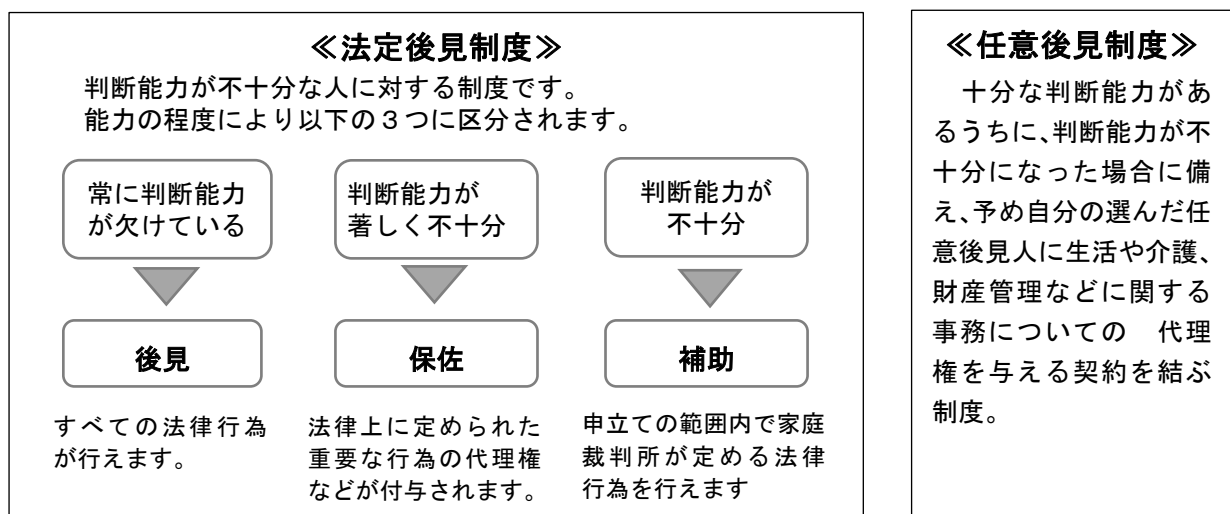 ≪法定後見制度≫
判断能力が不十分な人に対する制度です。
能力の程度により以下の３つに区分されます。
常に判断能力
が欠けている
後見
すべての法律行為
が行えます。
判断能力が
著しく不十分
保佐
法律上に定められた
重要な行為の代理権
などが付与されます。
判断能力が
不十分
補助
申立ての範囲内で家庭
裁判所が定める法律
行為を行えます
≪任意後見制度≫
　十分な判断能力があ
るうちに、判断能力が不
十分になった場合に備
え、予め自分の選んだ任
意後見人に生活や介護、
財産管理などに関する
事務についての　代理
権を与える契約を結ぶ
制度。